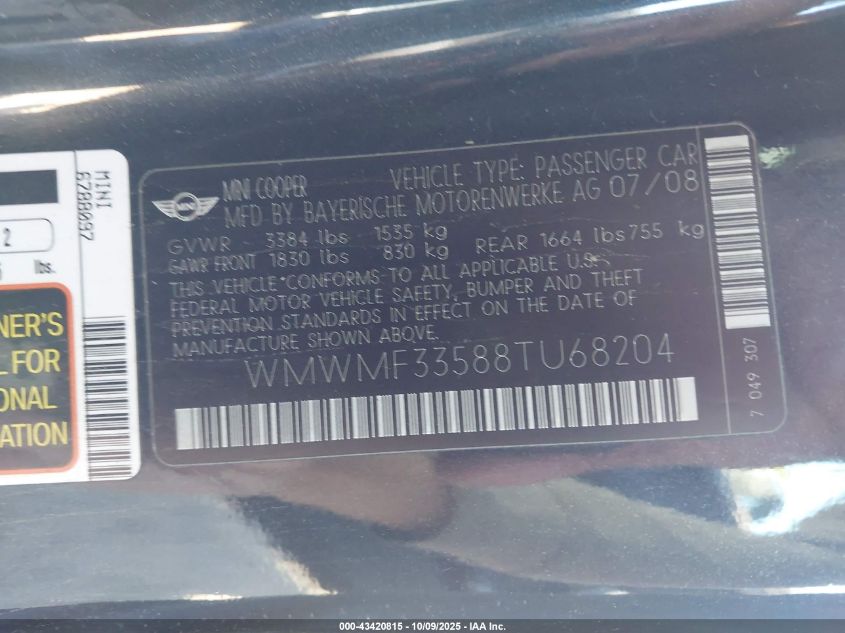 MINI
6788097
2
lbs.
NER'S
L FOR
ONAL
ATION
MINI COOPER VEHICLE TYPE: PASSENGER CAR
MFD BY BAYERISCHE MOTORENWERKE AG 07/08
GVWR 3384 lbs 1535 kg
GAWR FRONT 1830 lbs 830 kg REAR 1664 lbs 755 kg
THIS VEHICLE CONFORMS TO ALL APPLICABLE U.S.
FEDERAL MOTOR VEHICLE SAFETY, BUMPER AND THEFT
PREVENTION STANDARDS IN EFFECT ON THE DATE OF
MANUFACTURE SHOWN ABOVE.
WMWMF33588TU68204
7 049 307
000-43420815 - 10/09/2025 - IAA Inc.